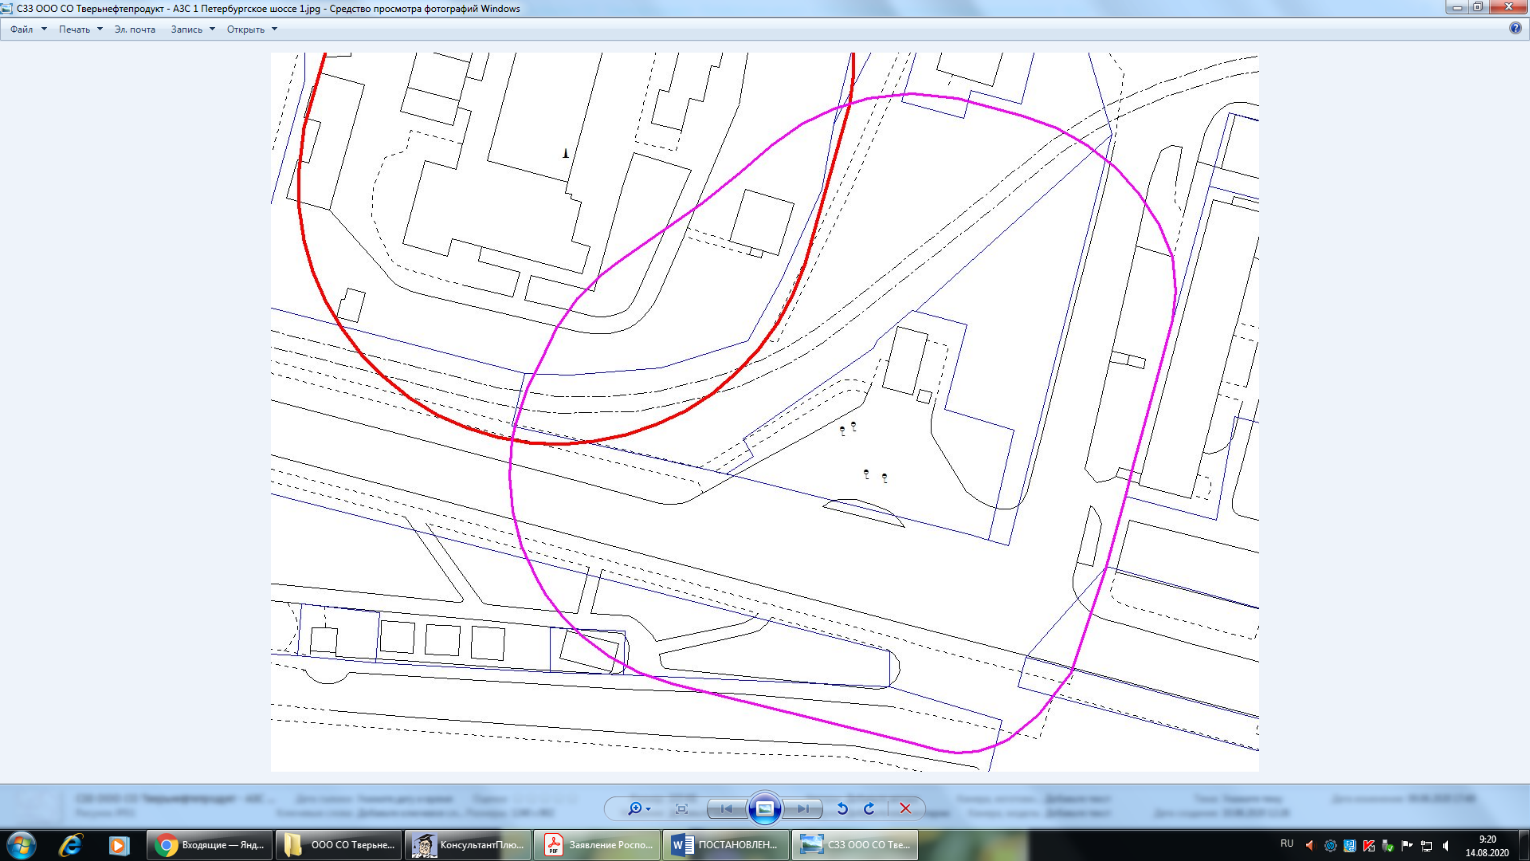 СЗЗ ООО СО Тверьнефтепродукт - АЗС 1 Петербургское шоссе 1.jpg - Средство просмотра фотографий Windows
Файл Печать Эл. почта Запись Открыть
Входящие — Янд...
ООО СО Тверьне...
КонсультантПлю...
Заявление Роспо...
ПОСТАНОВЛЕН...
СЗЗ ООО СО Тве...
RU
9:20
14.08.2020